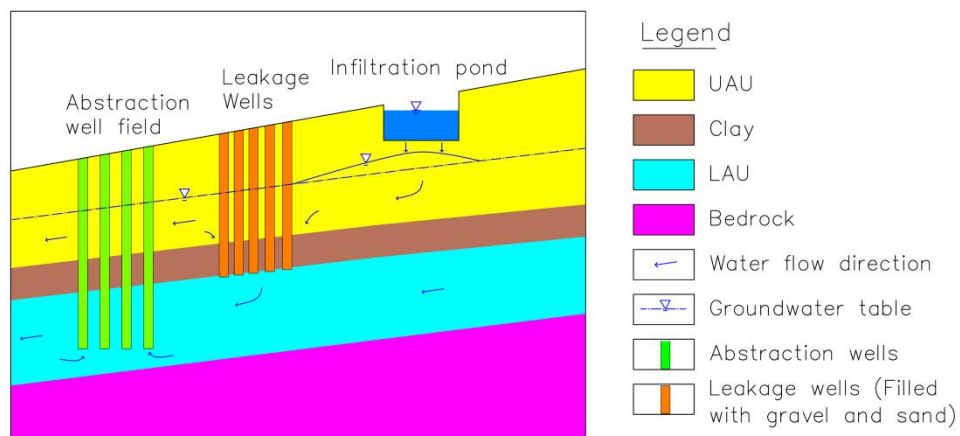 Infiltration pond
Leakage
Wells
Abstraction
well field
Legend
UAU
Clay
LAU
Bedrock
Water flow direction
Groundwater table
Abstraction wells
Leakage wells (Filled
with gravel and sand)